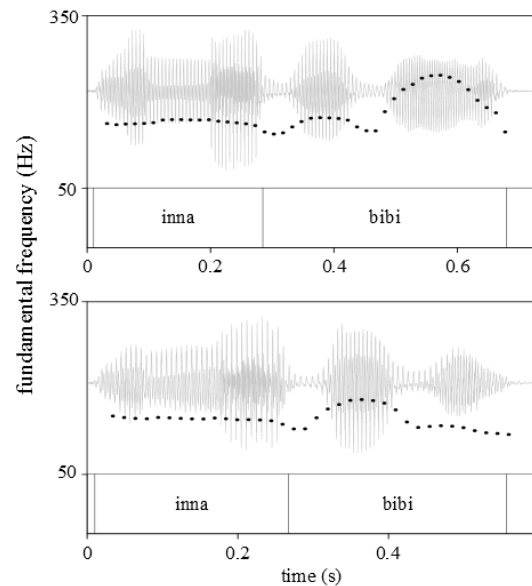 350
50
inna bibi
0 0.2 0.4 0.6
350
50
inna bibi
0 0.2 0.4
time (s)
fundamental frequency (Hz)